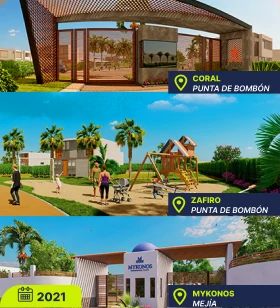 CORAL
PUNTA DE BOMBÓN
ZAFIRO
PUNTA DE BOMBÓN
MYKONOS
2021
MYKONOS
MEJÍA